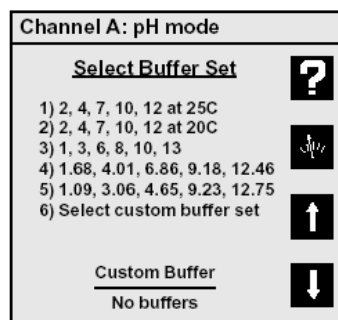 Channel A: pH mode
Select Buffer Set
?
1) 2, 4, 7, 10, 12 at 25C
2) 2, 4, 7, 10, 12 at 20C
3) 1, 3, 6, 8, 10, 13
4) 1.68, 4.01, 6.86, 9.18, 12.46
5) 1.09, 3.06, 4.65, 9.23, 12.75
6) Select custom buffer set
Custom Buffer
No buffers